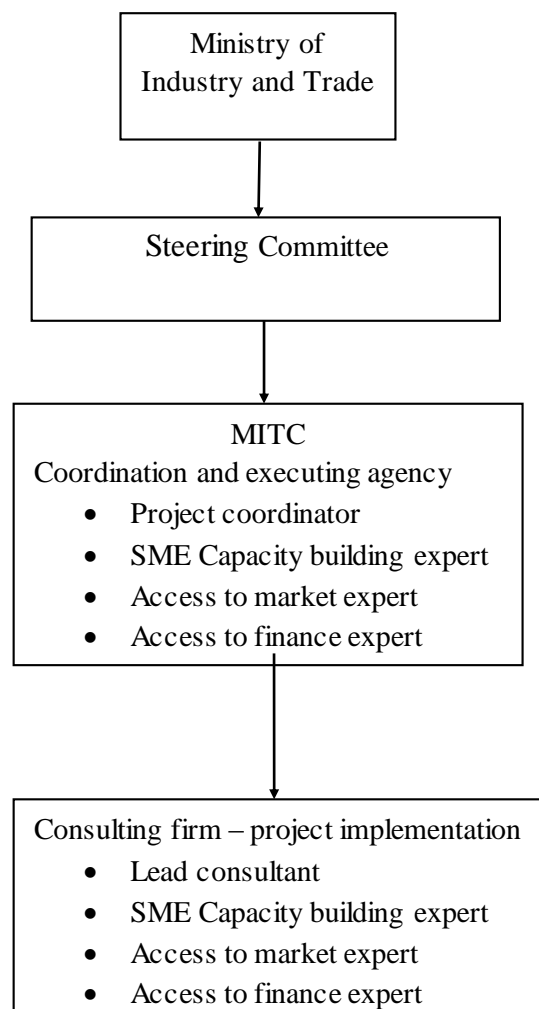 Ministry of
Industry and Trade
Steering Committee
MITC
Coordination and executing agency
• Project coordinator
• SME Capacity building expert
• Access to market expert
• Access to finance expert
Consulting firm – project implementation
• Lead consultant
• SME Capacity building expert
• Access to market expert
• Access to finance expert